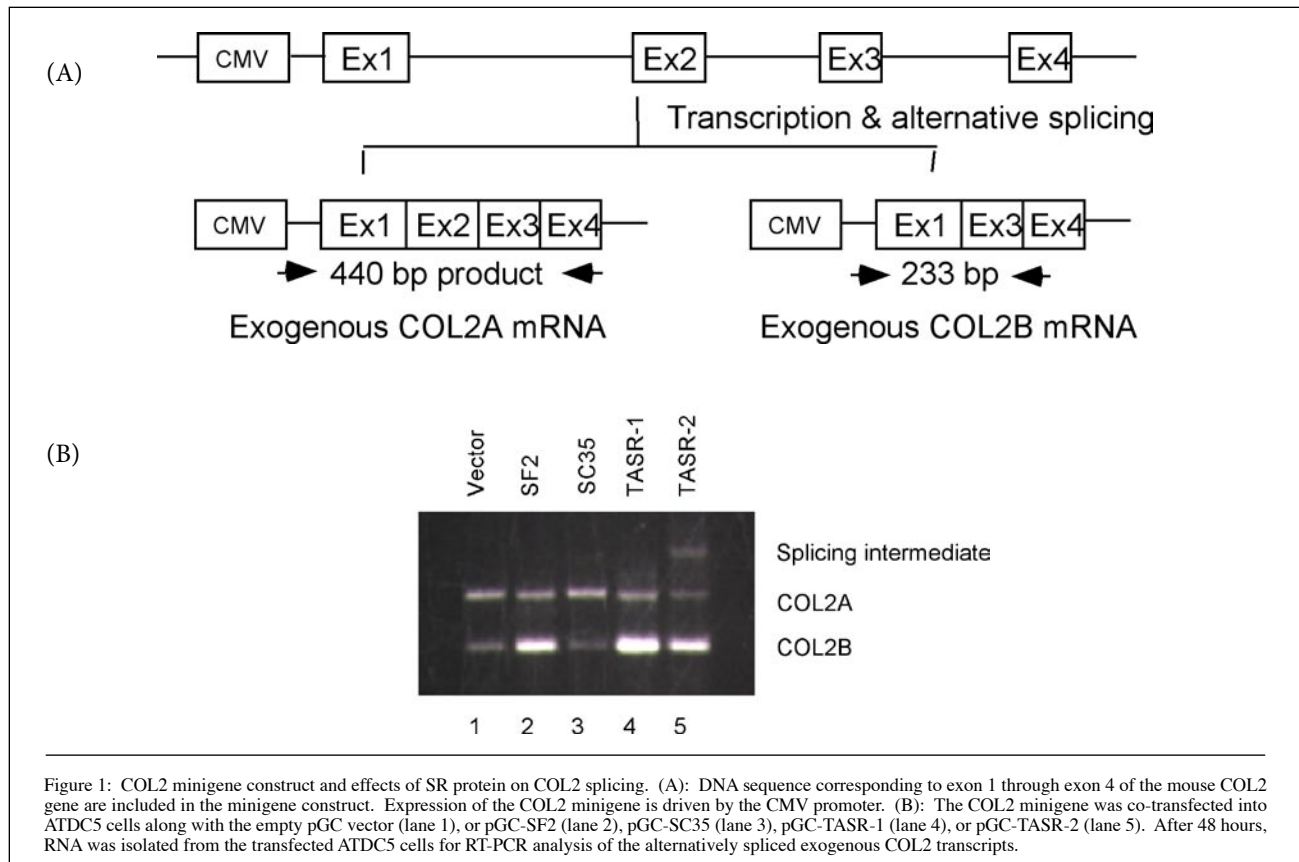 (A)
CMV Ex1 Ex2 Ex3 Ex4
Transcription & alternative splicing
CMV Ex1 Ex2 Ex3 Ex4 CMV Ex1 Ex3 Ex4
440 bp product 233 bp
Exogenous COL2A mRNA Exogenous COL2B mRNA
(B)
Vector SF2 SC35 TASR-1 TASR-2
Splicing intermediate
COL2A
COL2B
1 2 3 4 5
Figure 1: COL2 minigene construct and effects of SR protein on COL2 splicing. (A): DNA sequence corresponding to exon 1 through exon 4 of the mouse COL2
gene are included in the minigene construct. Expression of the COL2 minigene is driven by the CMV promoter. (B): The COL2 minigene was co-transfected into
ATDC5 cells along with the empty pGC vector (lane 1), or pGC-SF2 (lane 2), pGC-SC35 (lane 3), pGC-TASR-1 (lane 4), or pGC-TASR-2 (lane 5). After 48 hours,
RNA was isolated from the transfected ATDC5 cells for RT-PCR analysis of the alternatively spliced exogenous COL2 transcripts.